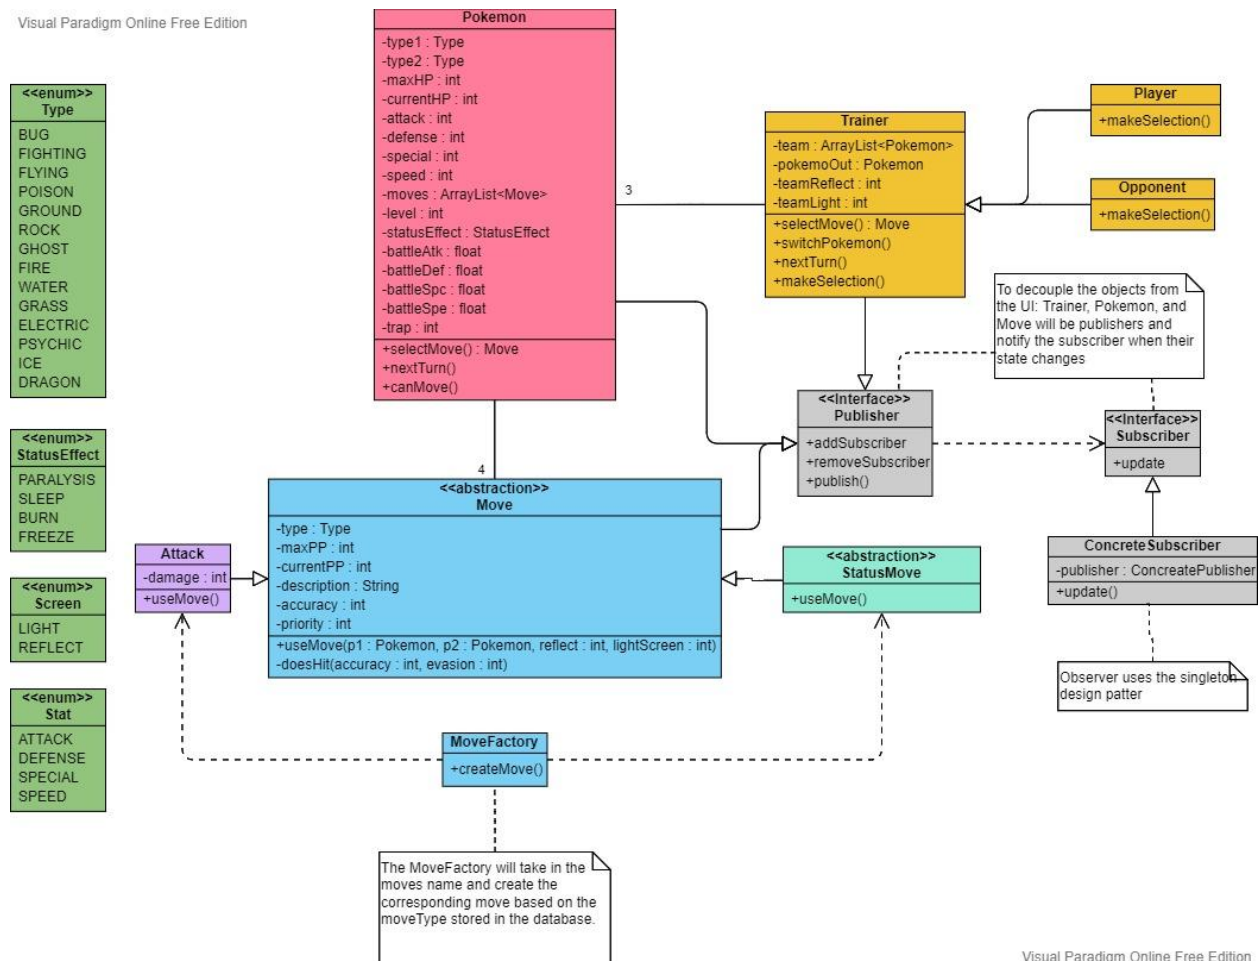 Visual Paradigm Online Free Edition
Pokemon
-type1 : Type
-type2 : Type
-maxHP : int
-currentHP : int
-attack : int
-defense : int
-special : int
-speed : int
-moves : ArrayList<Move>
-level : int
-statusEffect : StatusEffect
-battleAtk : float
-battleDef : float
-battleSpc : float
-battleSpe : float
-trap : int
+selectMove() : Move
+nextTurn()
+canMove()
<<enum>>
Type
BUG
FIGHTING
FLYING
POISON
GROUND
ROCK
GHOST
FIRE
WATER
GRASS
ELECTRIC
PSYCHIC
ICE
DRAGON
<<enum>>
StatusEffect
PARALYSIS
SLEEP
BURN
FREEZE
<<enum>>
Screen
LIGHT
REFLECT
<<enum>>
Stat
ATTACK
DEFENSE
SPECIAL
SPEED
3
Trainer
-team : ArrayList<Pokemon>
-pokemoOut : Pokemon
-teamReflect : int
-teamLight : int
+selectMove() : Move
+switchPokemon()
+nextTurn()
+makeSelection()
Player
+makeSelection()
Opponent
+makeSelection()
To decouple the objects from
the UI: Trainer, Pokemon, and
Move will be publishers and
notify the subscriber when their
state changes
<<Interface>>
Publisher
+addSubscriber
+removeSubscriber
+publish()
<<Interface>>
Subscriber
+update
ConcreteSubscriber
-publisher : ConcreatePublisher
+update()
Observer uses the singleton
design patter
4
<<abstraction>>
Move
-type : Type
-maxPP : int
-currentPP : int
-description : String
-accuracy : int
-priority : int
+useMove(p1 : Pokemon, p2 : Pokemon, reflect : int, lightScreen : int)
-doesHit(accuracy : int, evasion : int)
Attack
-damage : int
+useMove()
<<abstraction>>
StatusMove
+useMove()
MoveFactory
+createMove()
The MoveFactory will take in the
moves name and create the
corresponding move based on the
moveType stored in the database.
Visual Paradigm Online Free Edition